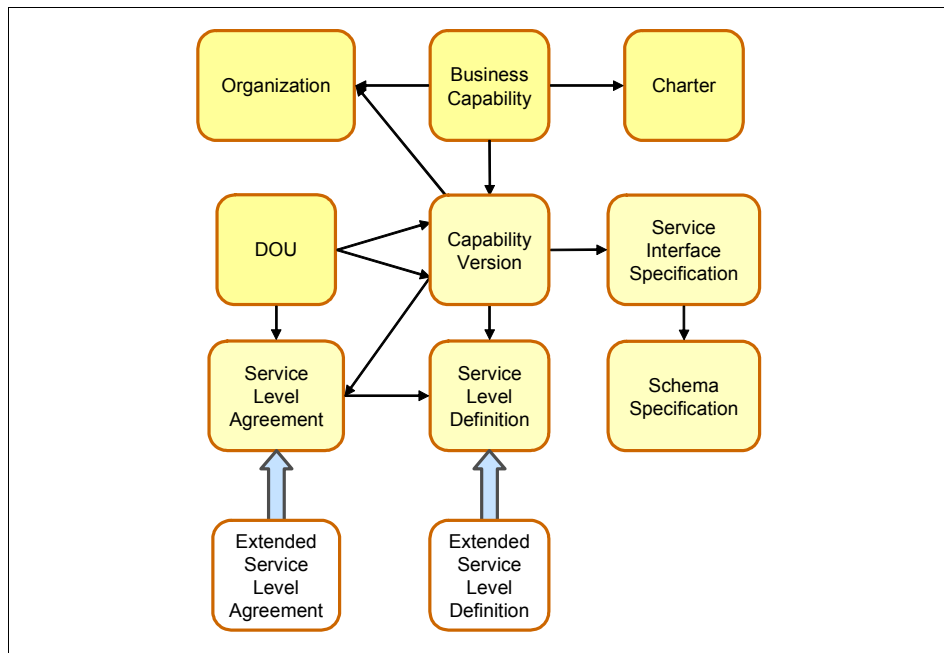 Organization
Business
Capability
Charter
DOU
Capability
Version
Service
Interface
Specification
Service
Level
Agreement
Service
Level
Definition
Schema
Specification
Extended
Service
Level
Agreement
Extended
Service
Level
Definition